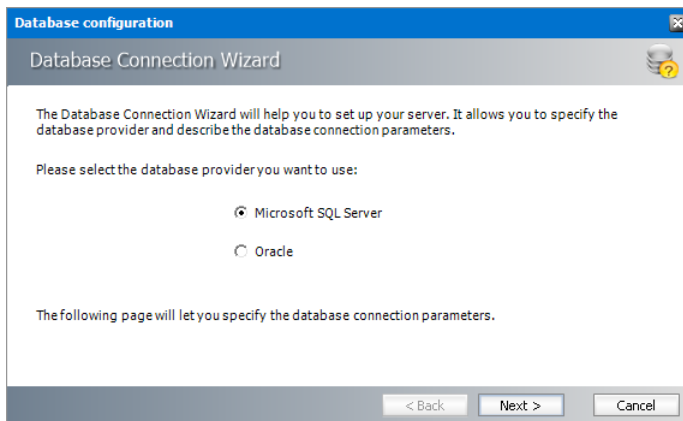 Database configuration
Database Connection Wizard
The Database Connection Wizard will help you to set up your server. It allows you to specify the
database provider and describe the database connection parameters.
Please select the database provider you want to use:
Microsoft SQL Server
Oracle
The following page will let you specify the database connection parameters.
< Back Next > Cancel